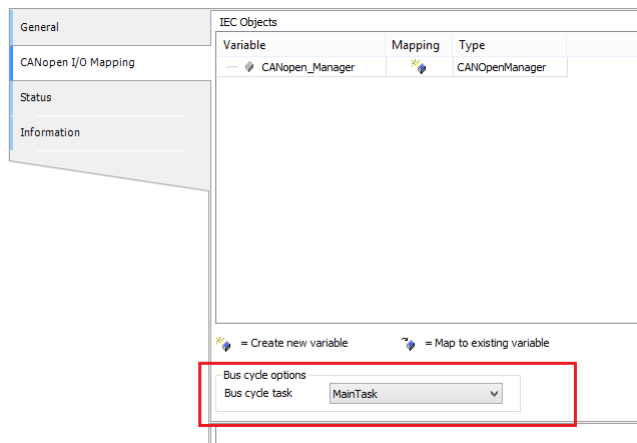 General
CANopen I/O Mapping
Status
Information
IEC Objects
Variable Mapping Type
CANopen_Manager CANOpenManager
= Create new variable = Map to existing variable
Bus cycle options
Bus cycle task MainTask